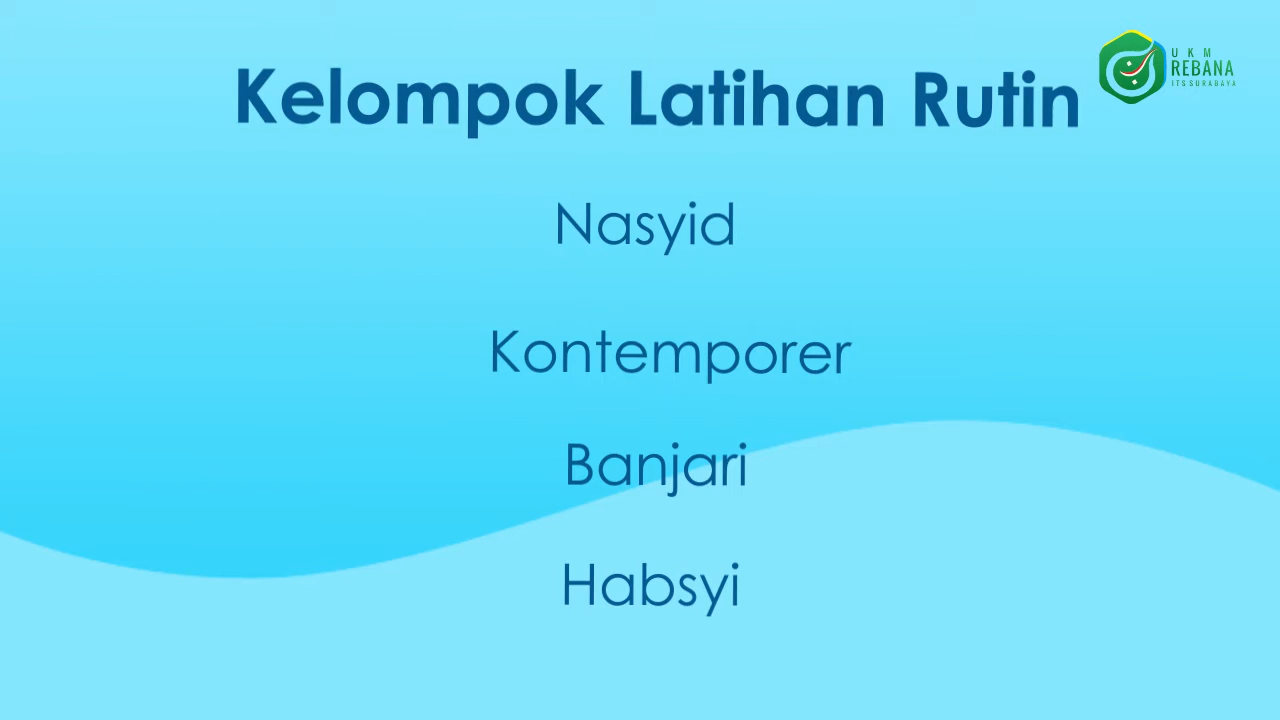 Kelompok Latihan Rutin
UKM
REBANA
ITS SURABAYA
Nasyid
Kontemporer
Banjari
Habsyi